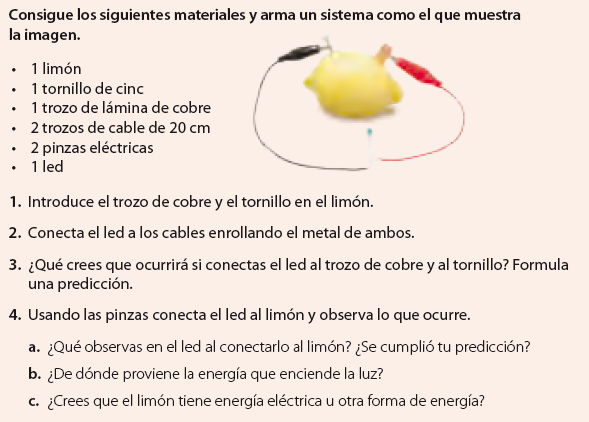 Consigue los siguientes materiales y arma un sistema como el que muestra
la imagen.
• 1 limón
• 1 tornillo de cinc
• 1 trozo de lámina de cobre
• 2 trozos de cable de 20 cm
• 2 pinzas eléctricas
• 1 led
1. Introduce el trozo de cobre y el tornillo en el limón.
2. Conecta el led a los cables enrollando el metal de ambos.
3. ¿Qué crees que ocurrirá si conectas el led al trozo de cobre y al tornillo? Formula
una predicción.
4. Usando las pinzas conecta el led al limón y observa lo que ocurre.
a. ¿Qué observas en el led al conectarlo al limón? ¿Se cumplió tu predicción?
b. ¿De dónde proviene la energía que enciende la luz?
c. ¿Crees que el limón tiene energía eléctrica u otra forma de energía?